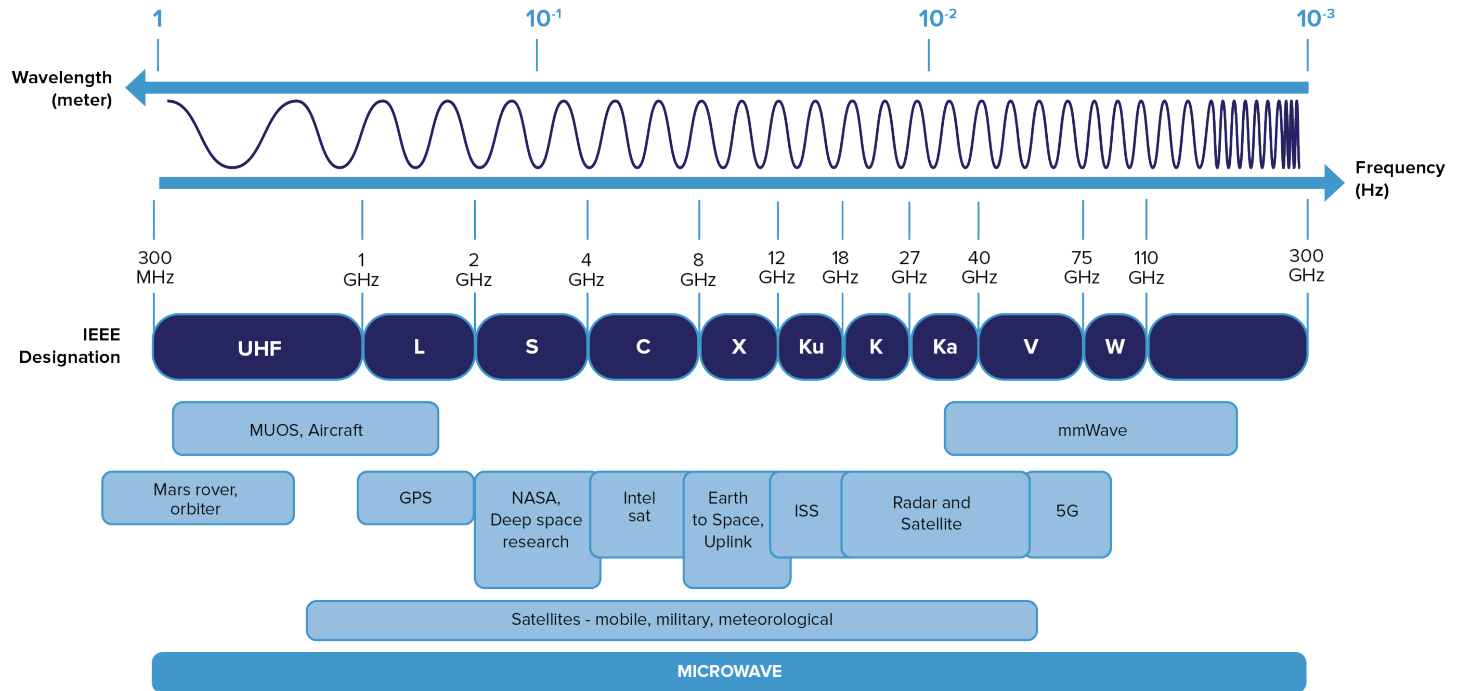 1
10-1
10-2
10-3
Wavelength
(meter)
Frequency
(Hz)
300
MHz
1
GHz
2
GHz
4
GHz
8
GHz
12
GHz
18
GHz
27
GHz
40
GHz
75
GHz
110
GHz
300
GHz
IEEE
Designation
UHF
L
S
C
X
Ku
K
Ka
V
W
MUOS, Aircraft
mmWave
Mars rover,
orbiter
GPS
NASA,
Deep space
research
Intel
sat
Earth
to Space,
Uplink
ISS
Radar and
Satellite
5G
Satellites - mobile, military, meteorological
MICROWAVE